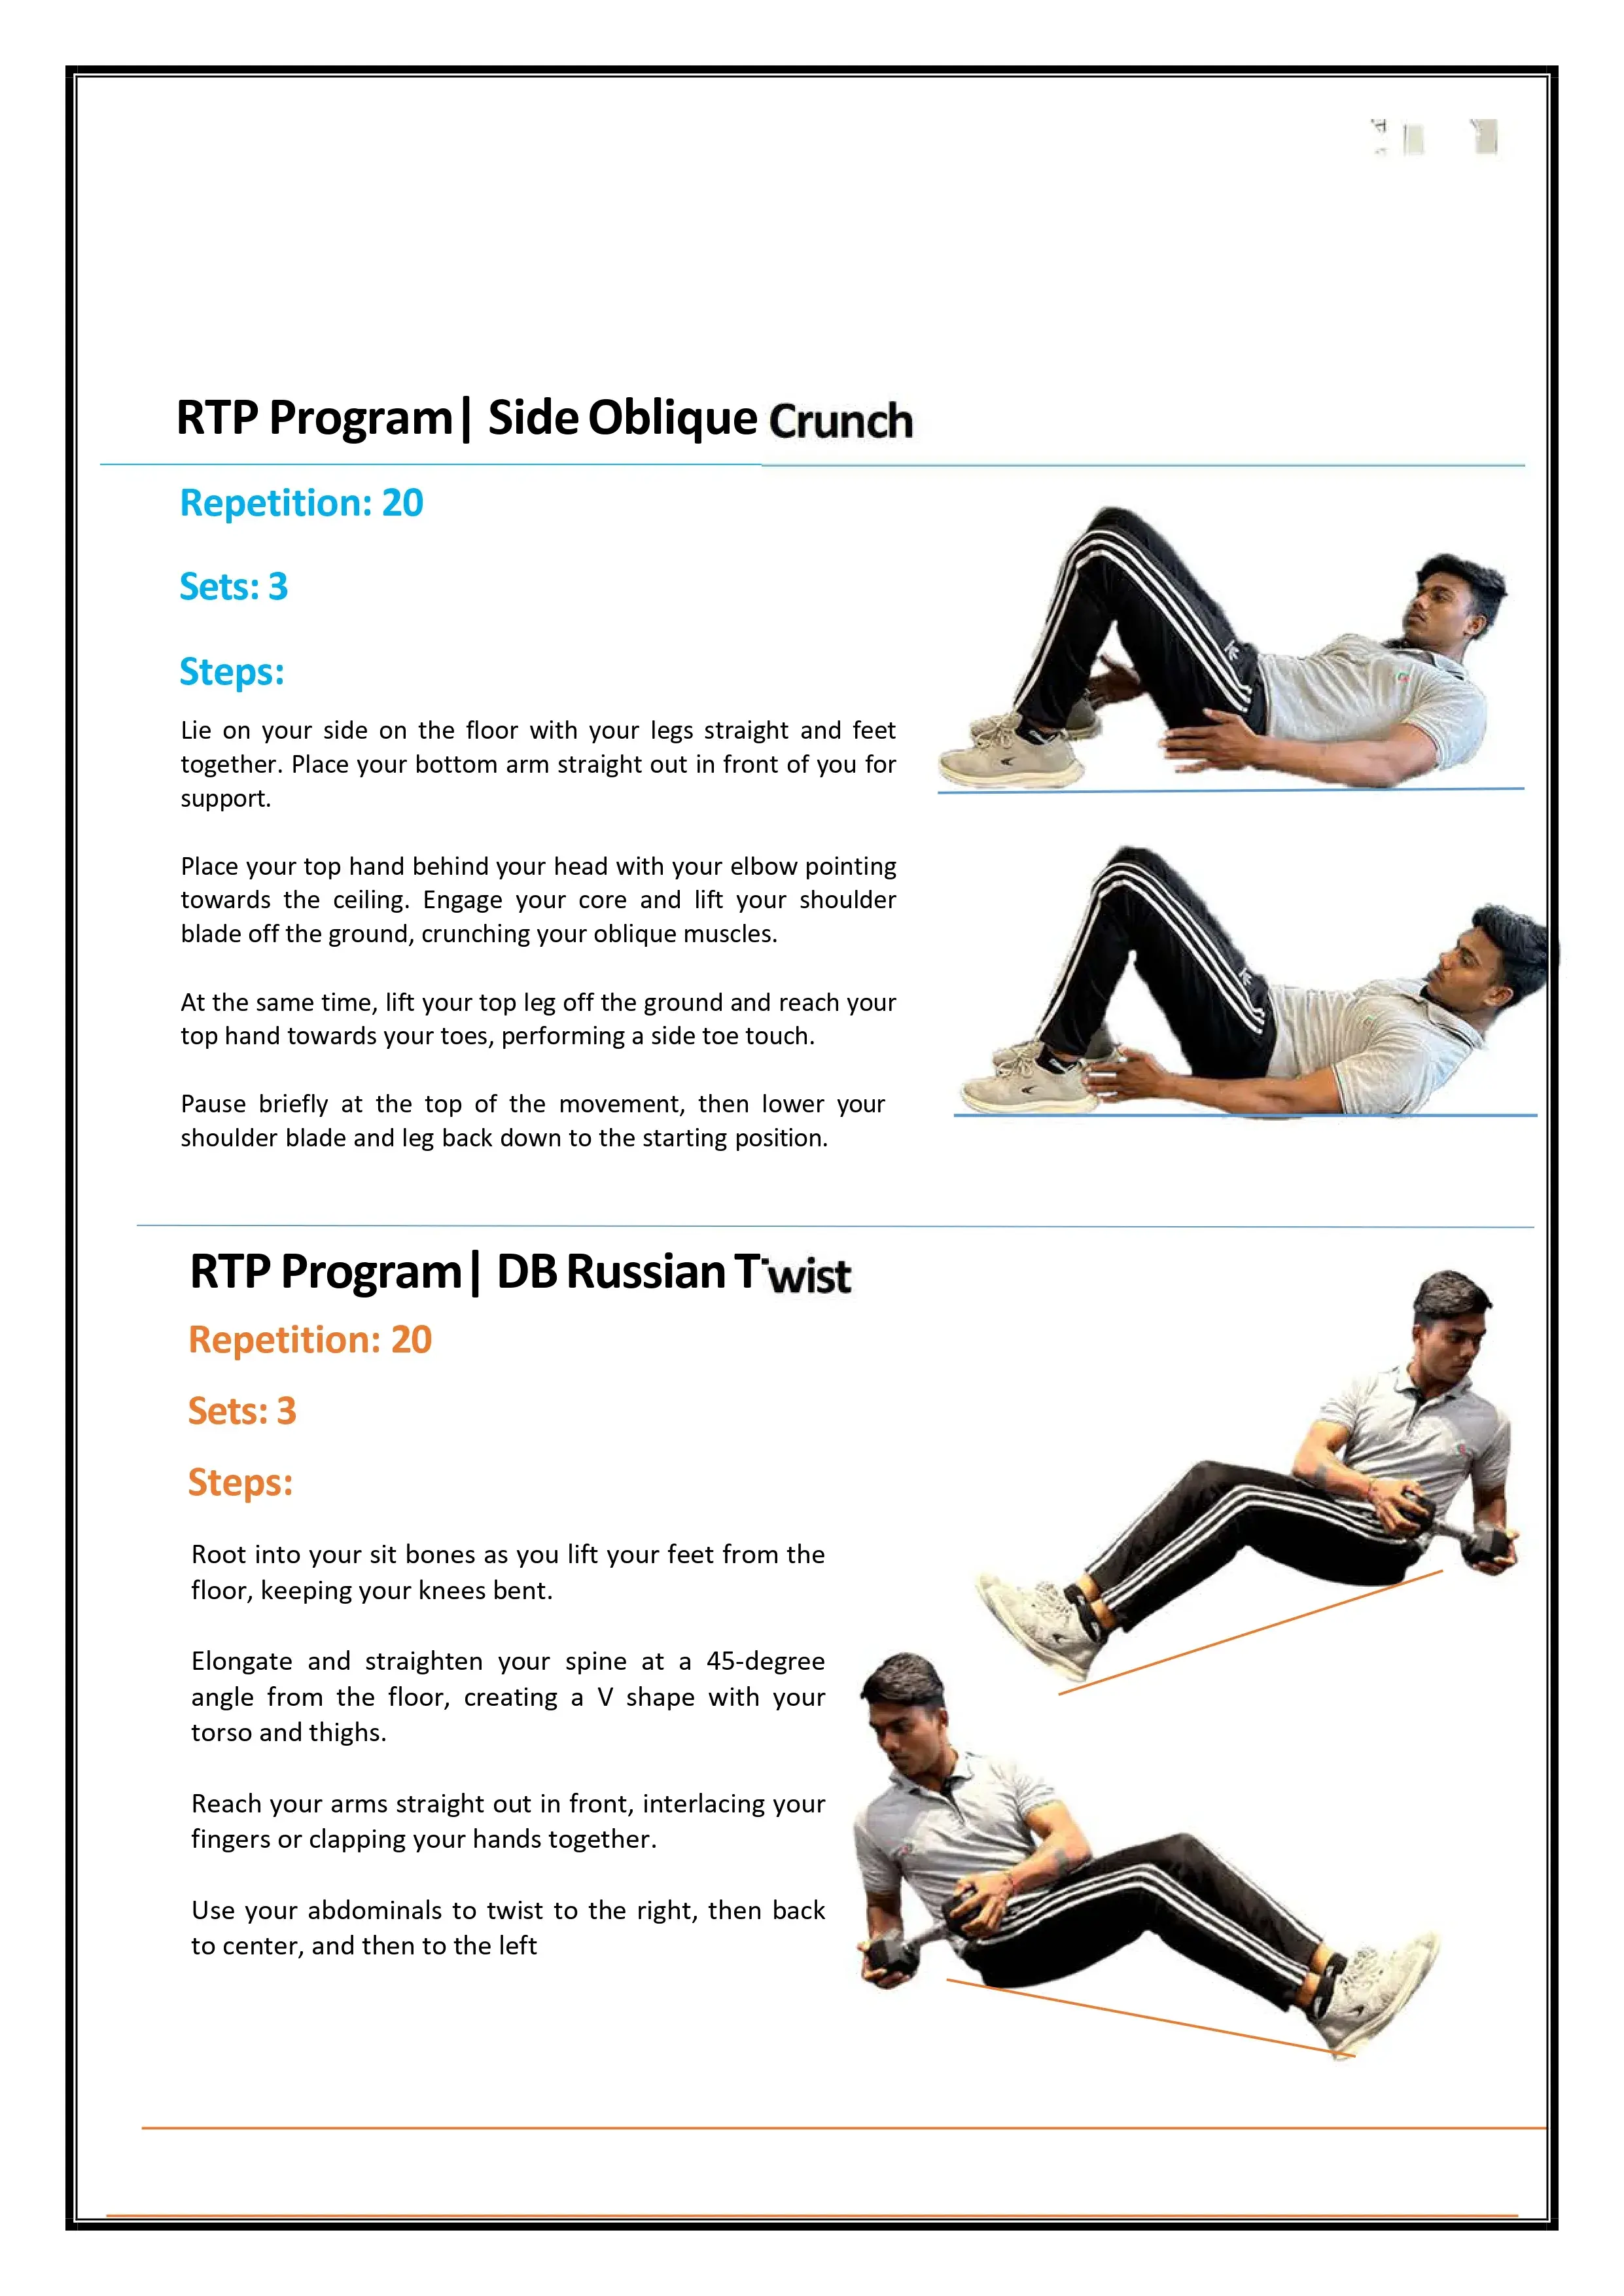 RTP Program| Side Oblique Crunch
Repetition: 20
Sets: 3
Steps:
Lie on your side on the floor with your legs straight and feet
together. Place your bottom arm straight out in front of you for
support.
Place your top hand behind your head with your elbow pointing
towards the ceiling. Engage your core and lift your shoulder
blade off the ground, crunching your oblique muscles.
At the same time, lift your top leg off the ground and reach your
top hand towards your toes, performing a side toe touch.
Pause briefly at the top of the movement, then lower your
shoulder blade and leg back down to the starting position.
RTP Program| DB Russian Twist
Repetition: 20
Sets: 3
Steps:
Root into your sit bones as you lift your feet from the
floor, keeping your knees bent.
Elongate and straighten your spine at a 45-degree
angle from the floor, creating a V shape with your
torso and thighs.
Reach your arms straight out in front, interlacing your
fingers or clapping your hands together.
Use your abdominals to twist to the right, then back
to center, and then to the left